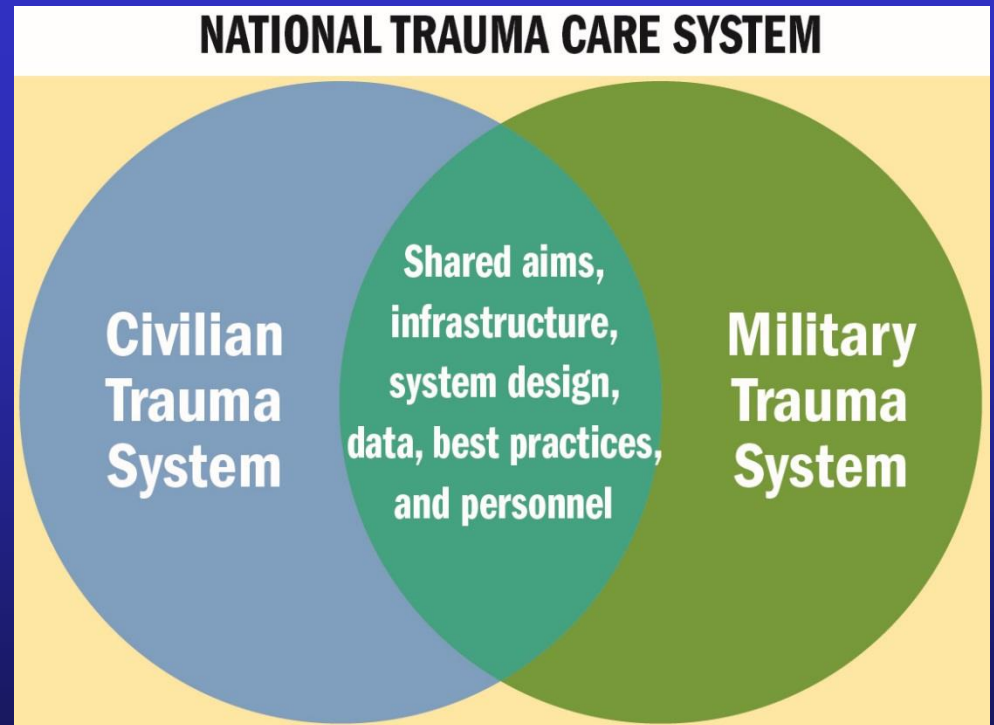 NATIONAL TRAUMA CARE SYSTEM
Civilian
Trauma
System
Shared aims,
infrastructure,
system design,
data, best practices,
and personnel
Military
Trauma
System